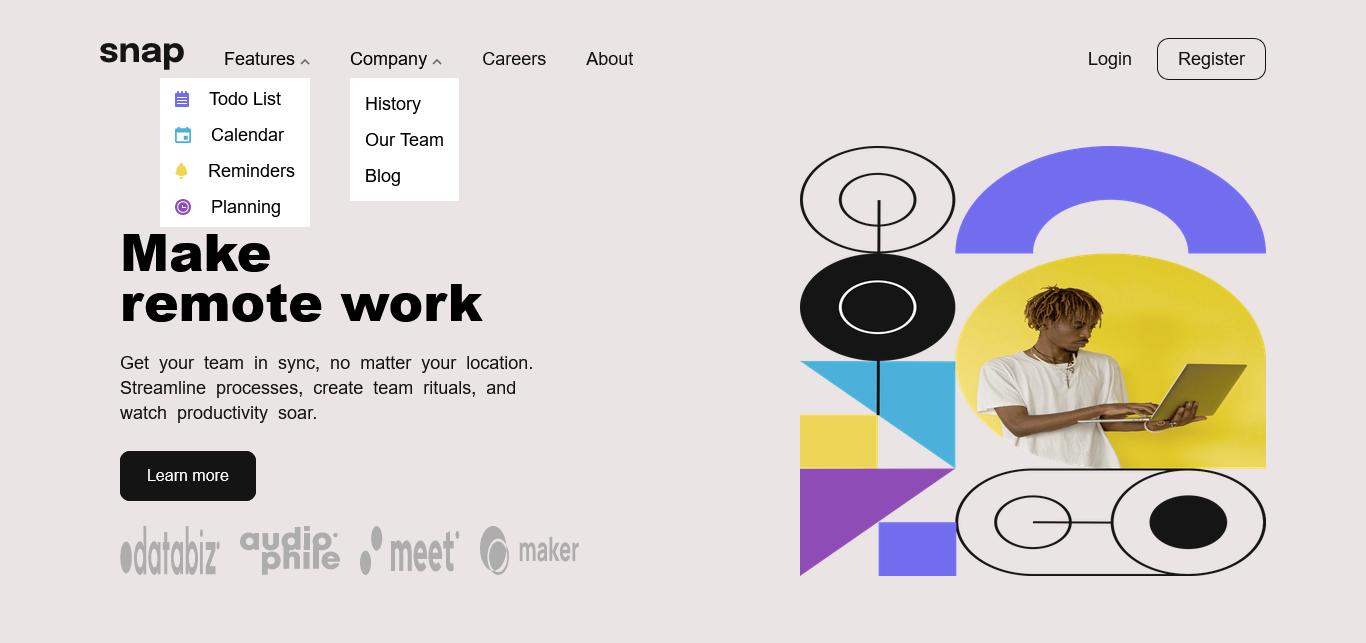 snap
Features
Company
Careers
About
Login
Register
Todo List
Calendar
Reminders
Planning
History
Our Team
Blog
Make
remote work
Get your team in sync, no matter your location.
Streamline processes, create team rituals, and
watch productivity soar.
Learn more
databiz
audio
phile
meet
maker